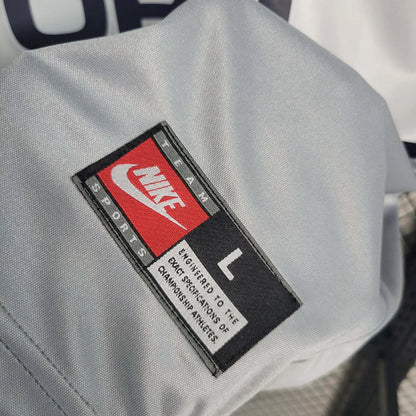 TEAM
NIKE
SPORTS
L
ENGINEERED TO THE
EXACT SPECIFICATIONS OF
CHAMPIONSHIP ATHLETES.